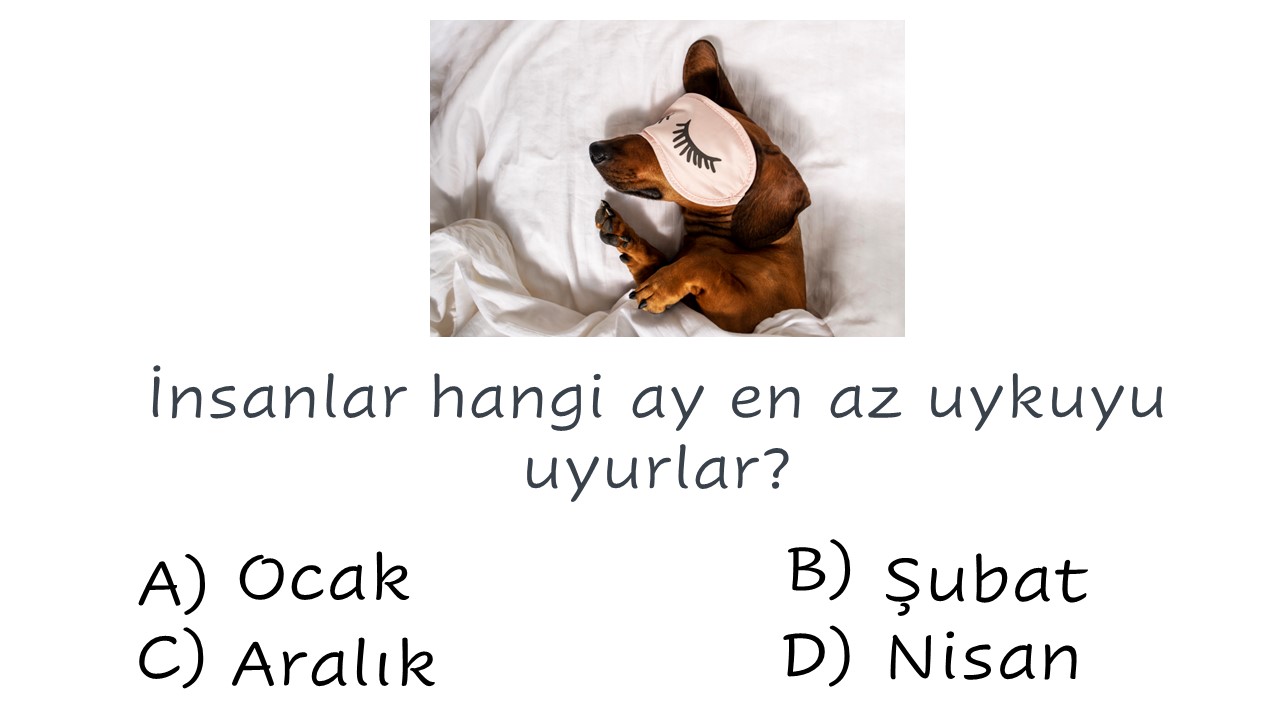 İnsanlar hangi ay en az uykuyu
uyurlar?
A) Ocak
B) Şubat
C) Aralık
D) Nisan